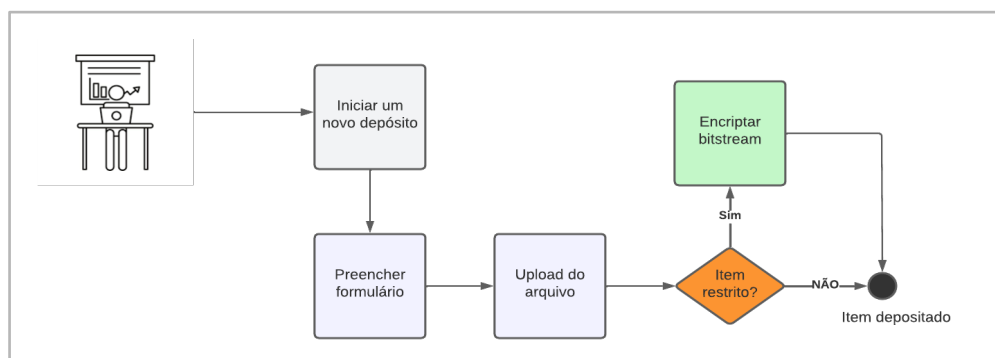 Iniciar um
novo depósito
Preencher
formulário
Upload do
arquivo
Item
restrito?
Sim
Encriptar
bitstream
NÃO
Item depositado